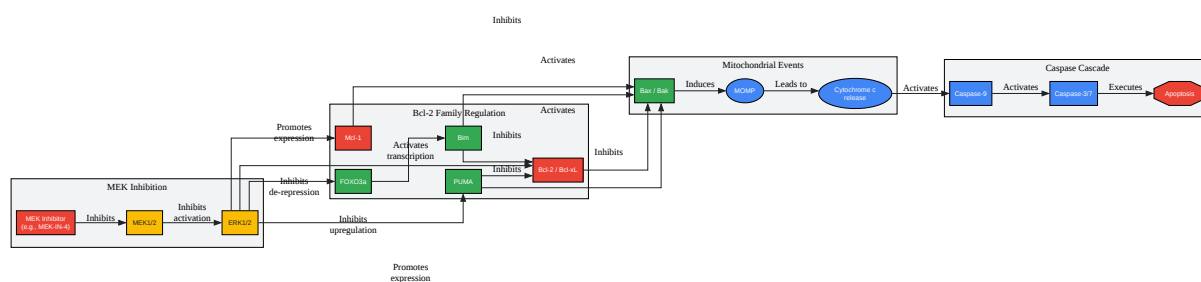 Inhibits
Activates
Mitochondrial Events
Caspase Cascade
Bax / Bak
Induces
MOMP
Leads to
Cytochrome c
release
Activates
Caspase-9
Activates
Caspase-3/7
Executes
Apoptosis
Bcl-2 Family Regulation
Activates
Promotes
expression
Mcl-1
Activates
transcription
Bim
Inhibits
Inhibits
Bcl-2 / Bcl-xL
Inhibits
Inhibits
de-repression
FOXO3a
PUMA
MEK Inhibition
MEK Inhibitor
(e.g., MEK-IN-4)
Inhibits
MEK1/2
Inhibits
activation
ERK1/2
Inhibits
upregulation
Promotes
expression